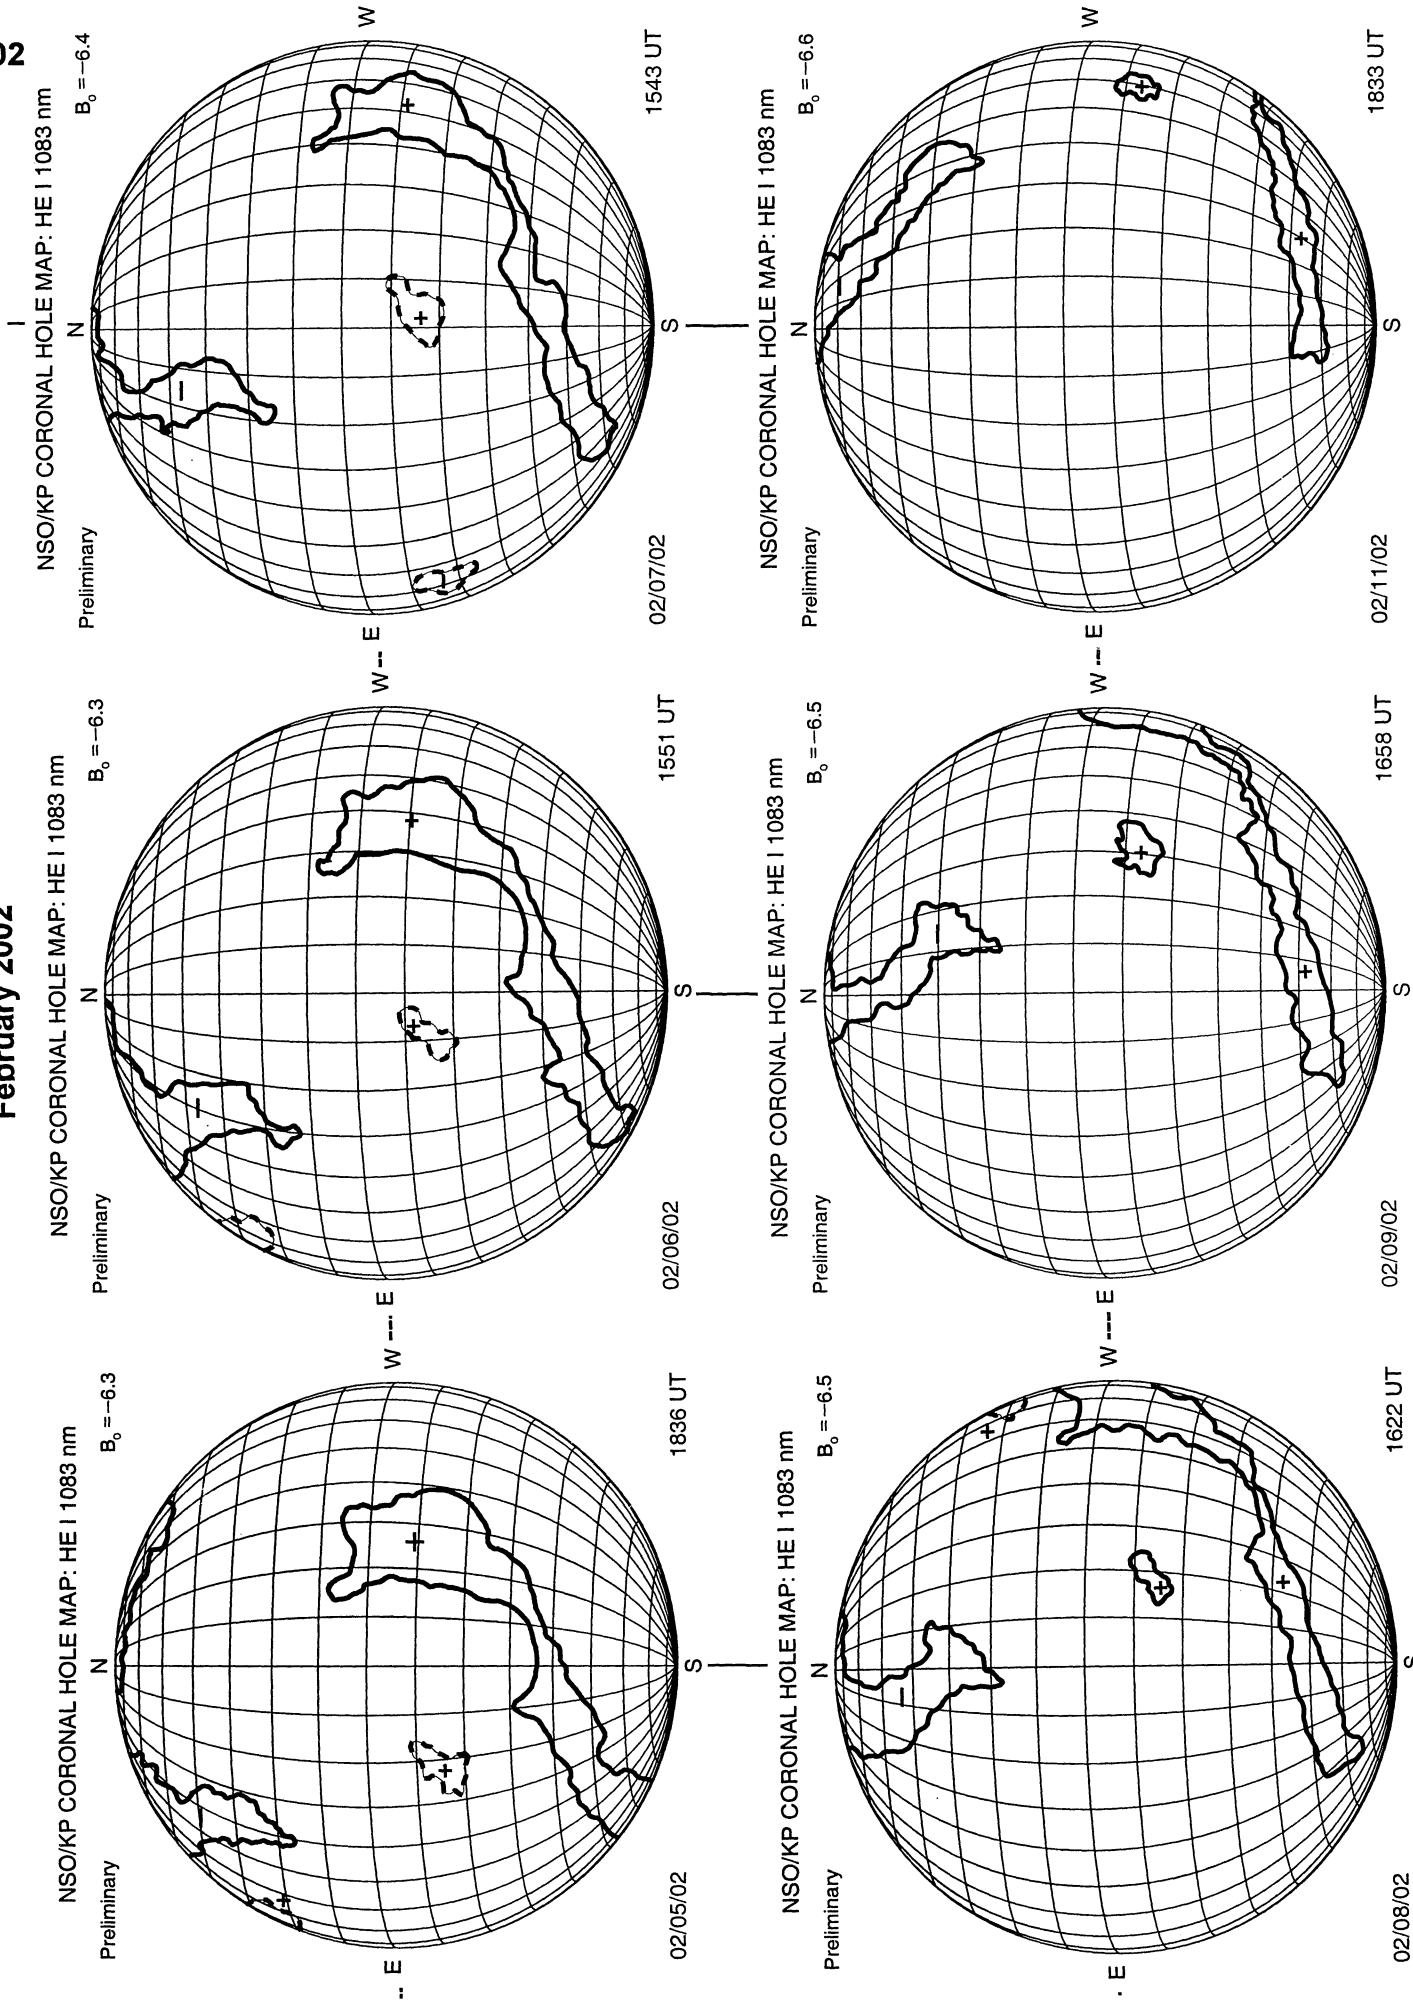 February 2002
02
NSO/KP CORONAL HOLE MAP: HE I 1083 nm
Preliminary
B₀ = −6.3
N
E
W
S
02/05/02
1836 UT
NSO/KP CORONAL HOLE MAP: HE I 1083 nm
Preliminary
B₀ = −6.3
N
E
W
S
02/06/02
1551 UT
NSO/KP CORONAL HOLE MAP: HE I 1083 nm
Preliminary
B₀ = −6.4
N
E
W
S
02/07/02
1543 UT
NSO/KP CORONAL HOLE MAP: HE I 1083 nm
Preliminary
B₀ = −6.5
N
E
W
S
02/08/02
1622 UT
NSO/KP CORONAL HOLE MAP: HE I 1083 nm
Preliminary
B₀ = −6.5
N
E
W
S
02/09/02
1658 UT
NSO/KP CORONAL HOLE MAP: HE I 1083 nm
Preliminary
B₀ = −6.6
N
E
W
S
02/11/02
1833 UT